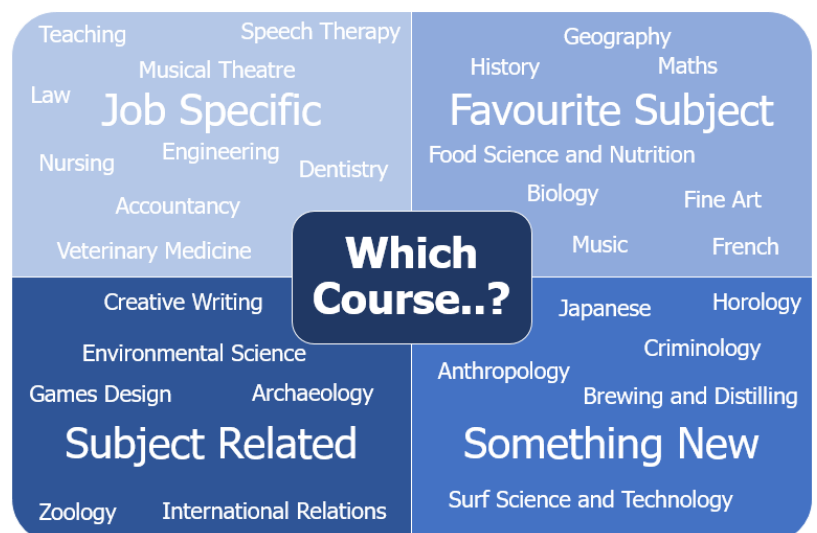 Teaching
Speech Therapy
Musical Theatre
Law
Job Specific
Nursing
Engineering
Dentistry
Accountancy
Veterinary Medicine
Geography
History
Maths
Favourite Subject
Food Science and Nutrition
Biology
Fine Art
Music
French
Which
Course..?
Creative Writing
Environmental Science
Games Design
Archaeology
Subject Related
Zoology
International Relations
Japanese
Horology
Criminology
Anthropology
Brewing and Distilling
Something New
Surf Science and Technology